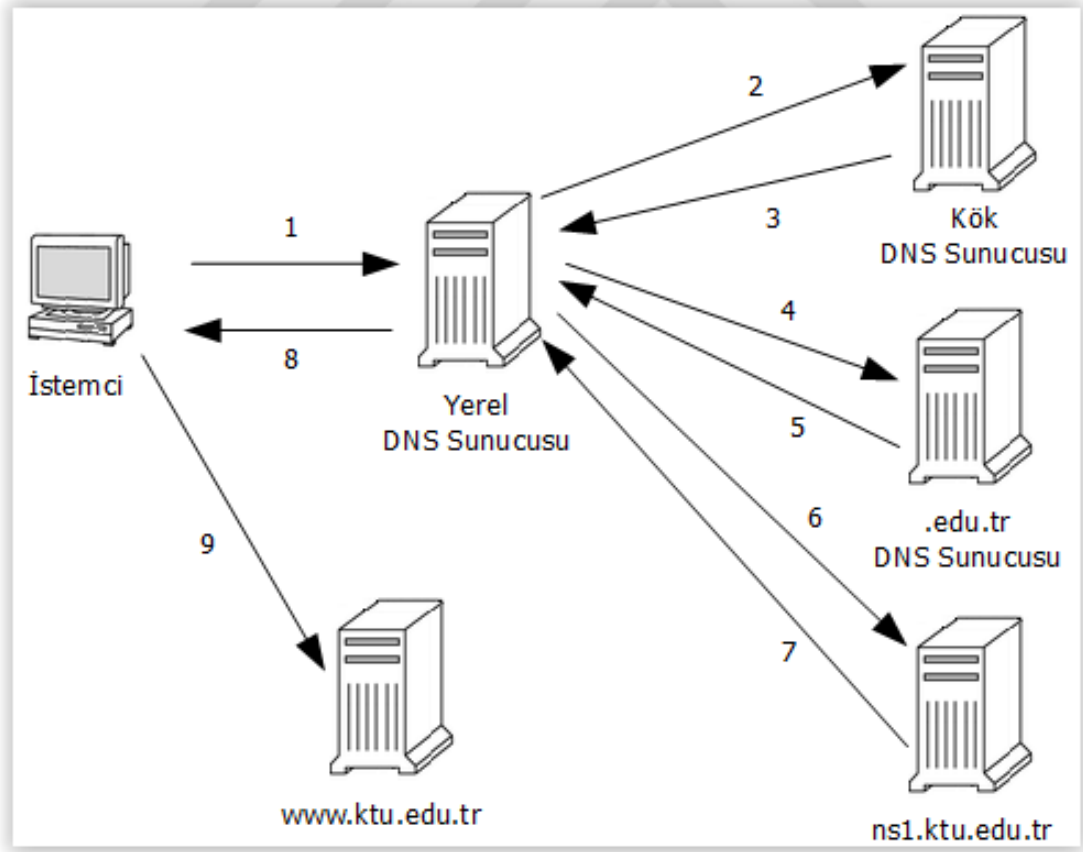 2
1
3
Kök
DNS Sunucusu
4
8
İstemci
Yerel
DNS Sunucusu
5
6
.edu.tr
DNS Sunucusu
9
7
www.ktu.edu.tr
ns1.ktu.edu.tr